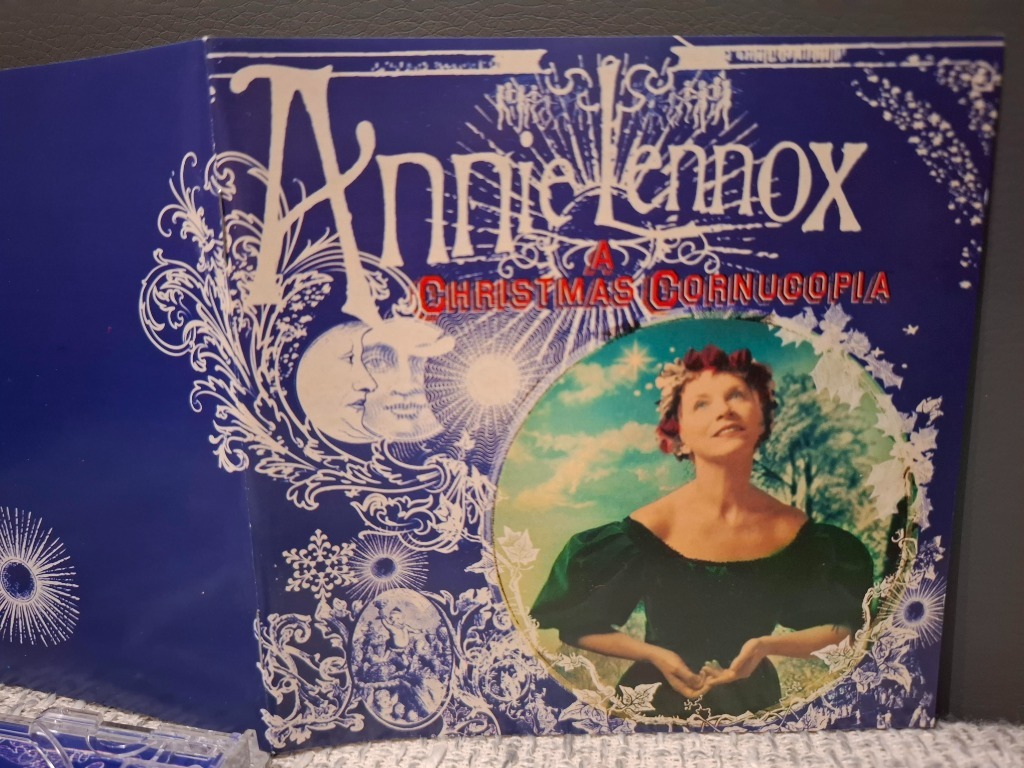 Annie Lennox
A
Christmas Cornucopia